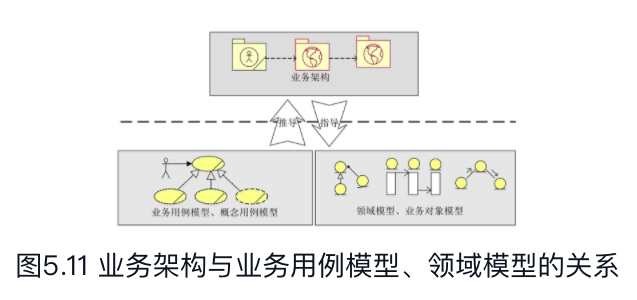 业务架构
推导
指导
业务用例模型、概念用例模型
领域模型、业务对象模型
图5.11 业务架构与业务用例模型、领域模型的关系